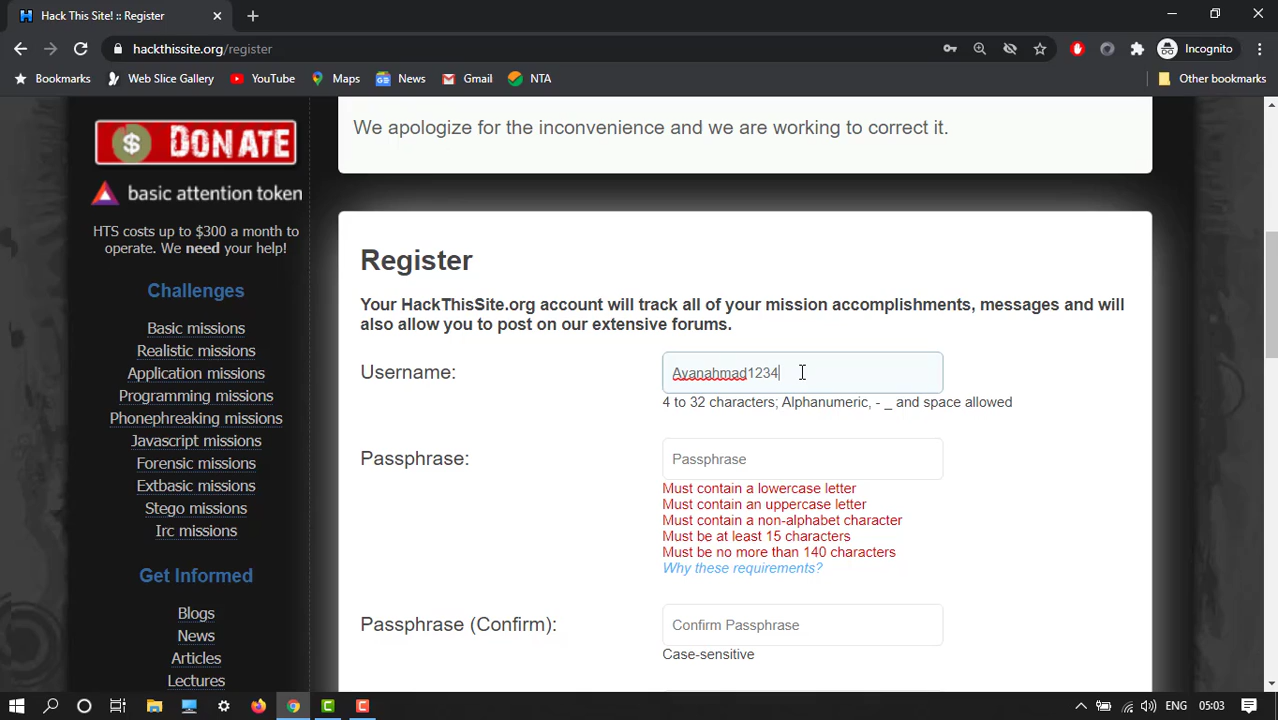 Hack This Site! :: Register
hackthissite.org/register
Incognito
Bookmarks
Web Slice Gallery
YouTube
Maps
News
Gmail
NTA
Other bookmarks
$ DONATE
basic attention token
HTS costs up to $300 a month to
operate. We need your help!
Challenges
Basic missions
Realistic missions
Application missions
Programming missions
Phonephreaking missions
Javascript missions
Forensic missions
Extbasic missions
Stego missions
Irc missions
Get Informed
Blogs
News
Articles
Lectures
We apologize for the inconvenience and we are working to correct it.
Register
Your HackThisSite.org account will track all of your mission accomplishments, messages and will
also allow you to post on our extensive forums.
Username:
Ayanahmad1234
4 to 32 characters; Alphanumeric, - _ and space allowed
Passphrase:
Passphrase
Must contain a lowercase letter
Must contain an uppercase letter
Must contain a non-alphabet character
Must be at least 15 characters
Must be no more than 140 characters
Why these requirements?
Passphrase (Confirm):
Confirm Passphrase
Case-sensitive
ENG
05:03